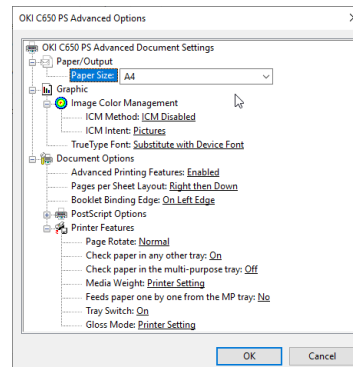 OKI C650 PS Advanced Options
OKI C650 PS Advanced Document Settings
Paper/Output
Paper Size: A4
Graphic
Image Color Management
ICM Method: ICM Disabled
ICM Intent: Pictures
TrueType Font: Substitute with Device Font
Document Options
Advanced Printing Features: Enabled
Pages per Sheet Layout: Right then Down
Booklet Binding Edge: On Left Edge
PostScript Options
Printer Features
Page Rotate: Normal
Check paper in any other tray: On
Check paper in the multi-purpose tray: Off
Media Weight: Printer Setting
Feeds paper one by one from the MP tray: No
Tray Switch: On
Gloss Mode: Printer Setting
OK Cancel